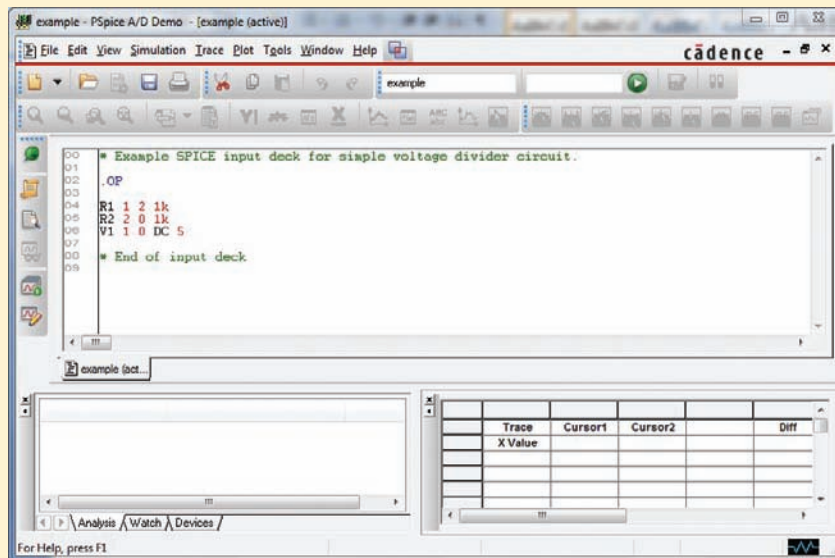 example - PSpice A/D Demo - [example (active)]
File Edit View Simulation Trace Plot Tools Window Help
cādence
example
00 * Example SPICE input deck for simple voltage divider circuit.
01
02 .OP
03
04 R1 1 2 1k
05 R2 2 0 1k
06 V1 1 0 DC 5
07
08 * End of input deck
09
example (act...
Trace Cursor1 Cursor2 Diff
X Value
Analysis Watch Devices
For Help, press F1